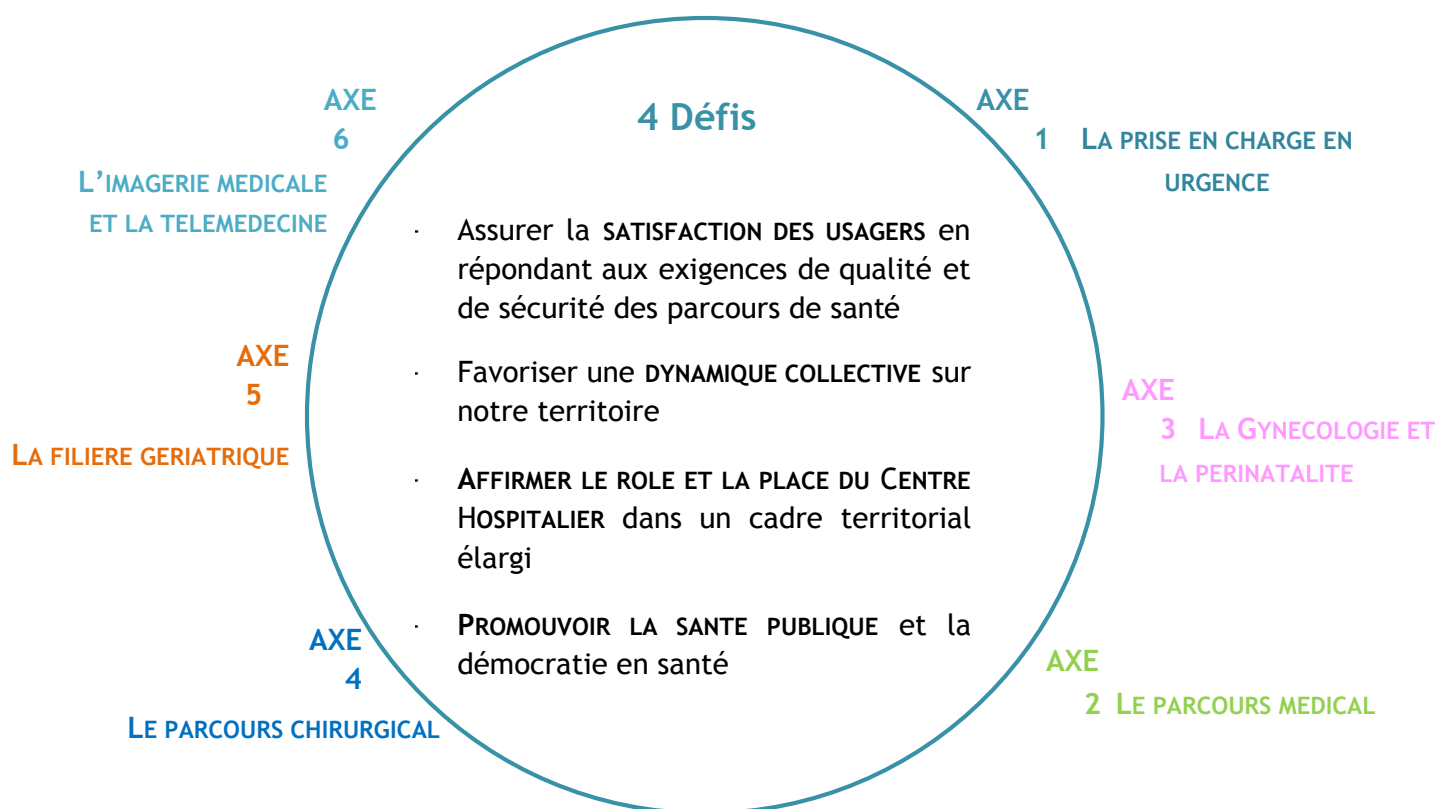 4 Défis
AXE
6
L'IMAGERIE MEDICALE
ET LA TELEMEDECINE
AXE
1 LA PRISE EN CHARGE EN
URGENCE
· Assurer la SATISFACTION DES USAGERS en
répondant aux exigences de qualité et
de sécurité des parcours de santé
· Favoriser une DYNAMIQUE COLLECTIVE sur
notre territoire
· AFFIRMER LE ROLE ET LA PLACE DU CENTRE
HOSPITALIER dans un cadre territorial
élargi
· PROMOUVOIR LA SANTE PUBLIQUE et la
démocratie en santé
AXE
5
LA FILIERE GERIATRIQUE
AXE
3 LA GYNECOLOGIE ET
LA PERINATALITE
AXE
4
LE PARCOURS CHIRURGICAL
AXE
2 LE PARCOURS MEDICAL